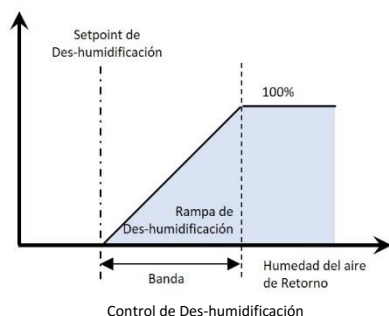 Setpoint de
Des-humidificación
100%
Rampa de
Des-humidificación
Banda
Humedad del aire
de Retorno
Control de Des-humidificación